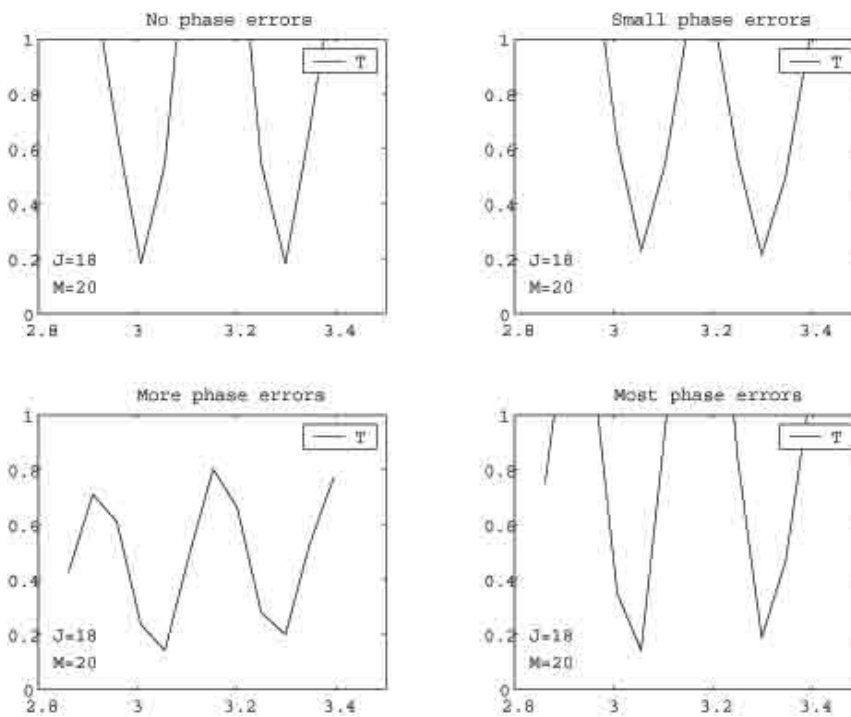 No phase errors
Small phase errors
1
T
0.8
0.6
0.4
0.2
0
J=18
M=20
2.8 3 3.2 3.4
1
T
0.8
0.6
0.4
0.2
0
J=18
M=20
2.8 3 3.2 3.4
More phase errors
Most phase errors
1
T
0.8
0.6
0.4
0.2
0
J=18
M=20
2.8 3 3.2 3.4
1
T
0.8
0.6
0.4
0.2
0
J=18
M=20
2.8 3 3.2 3.4